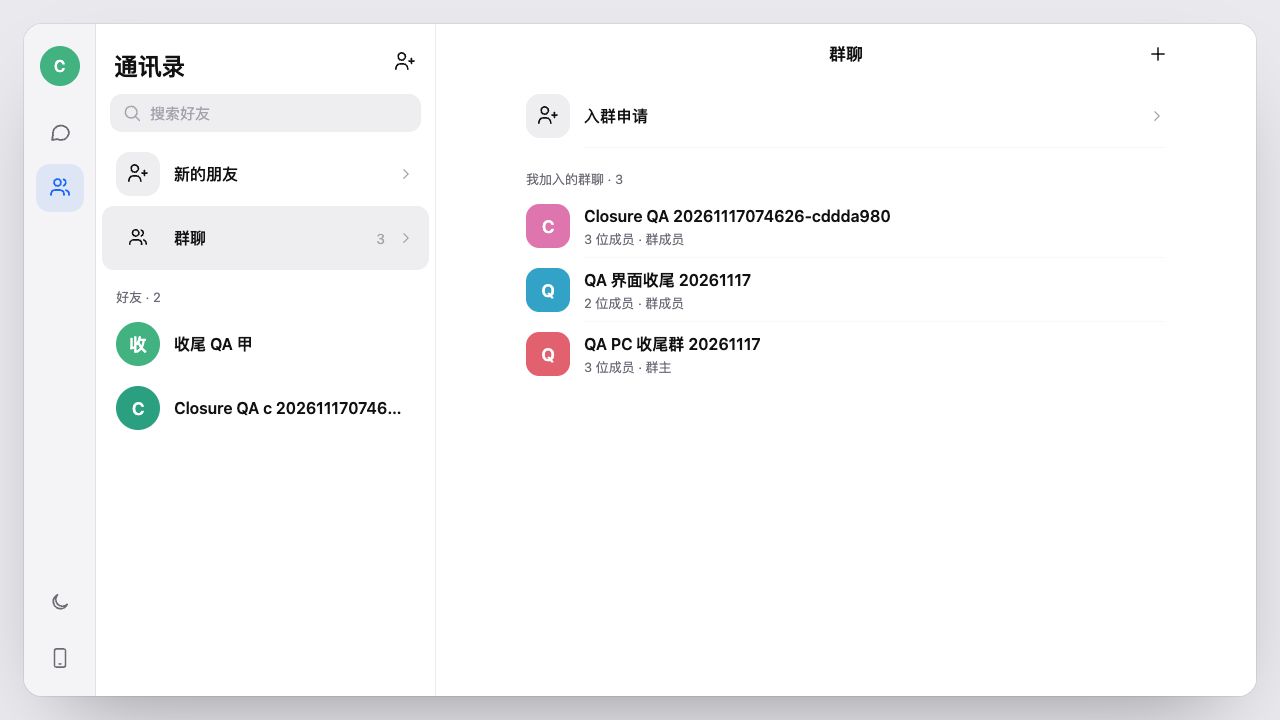 C
通讯录
搜索好友
新的朋友
群聊 3
好友 · 2
收 收尾 QA 甲
C Closure QA c 202611170746...
群聊
入群申请
我加入的群聊 · 3
C Closure QA 20261117074626-cddda980
3 位成员 · 群成员
Q QA 界面收尾 20261117
2 位成员 · 群成员
Q QA PC 收尾群 20261117
3 位成员 · 群主